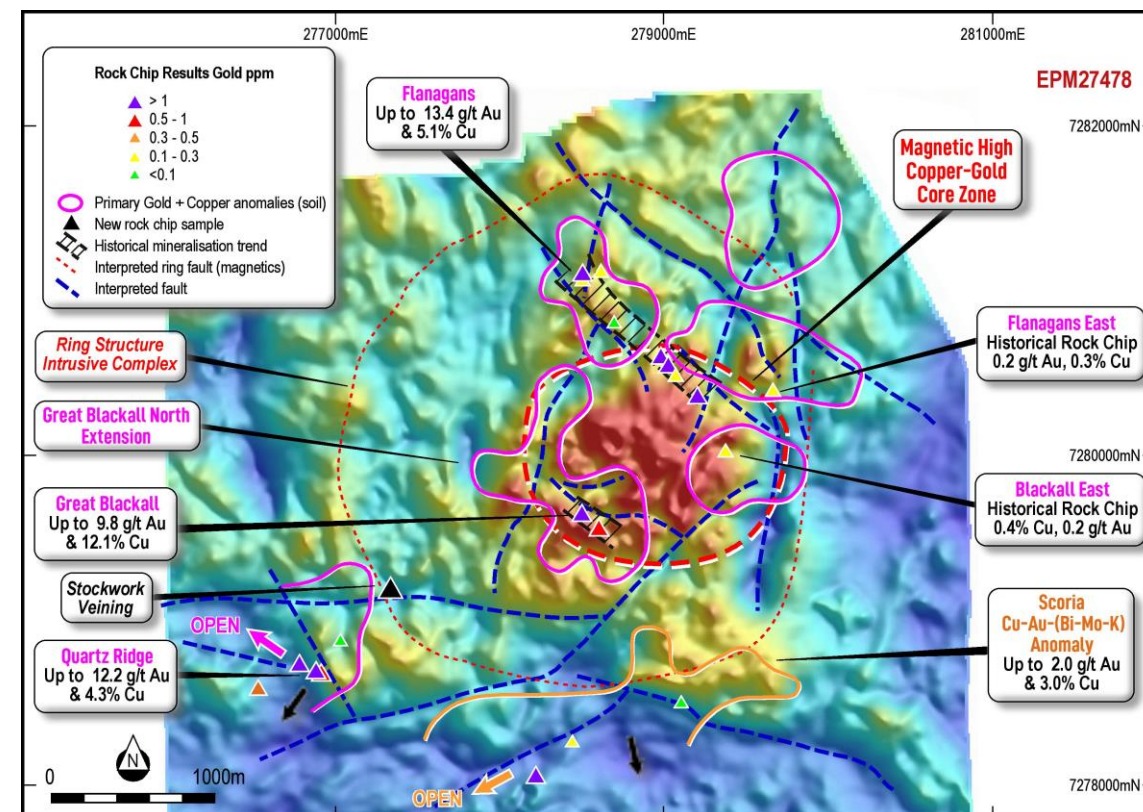 277000mE
279000mE
281000mE
EPM27478
7282000mN
7280000mN
7278000mN
Rock Chip Results Gold ppm
> 1
0.5 - 1
0.3 - 0.5
0.1 - 0.3
<0.1
Primary Gold + Copper anomalies (soil)
New rock chip sample
Historical mineralisation trend
Interpreted ring fault (magnetics)
Interpreted fault
Flanagans
Up to 13.4 g/t Au
& 5.1% Cu
Magnetic High
Copper-Gold
Core Zone
Ring Structure
Intrusive Complex
Flanagans East
Historical Rock Chip
0.2 g/t Au, 0.3% Cu
Great Blackall North
Extension
Great Blackall
Up to 9.8 g/t Au
& 12.1% Cu
Blackall East
Historical Rock Chip
0.4% Cu, 0.2 g/t Au
Stockwork
Veining
OPEN
Quartz Ridge
Up to 12.2 g/t Au
& 4.3% Cu
Scoria
Cu-Au-(Bi-Mo-K)
Anomaly
Up to 2.0 g/t Au
& 3.0% Cu
N
0 1000m
OPEN